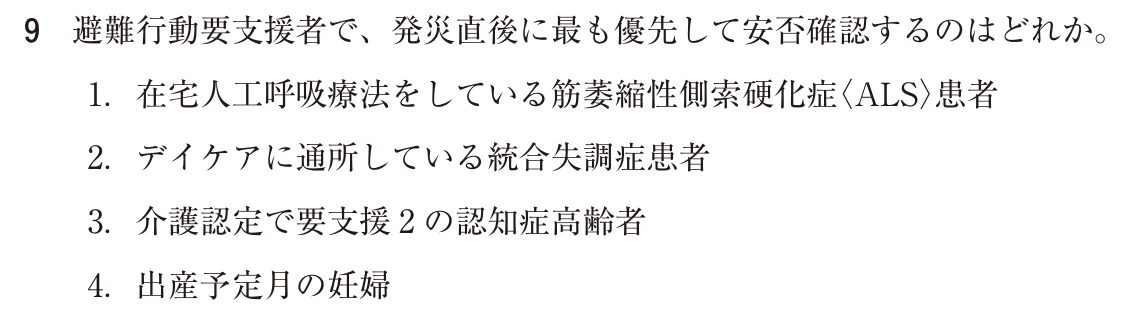 9 避難行動要支援者で、発災直後に最も優先して安否確認するのはどれか。
1. 在宅人工呼吸療法をしている筋萎縮性側索硬化症〈ALS〉患者
2. デイケアに通所している統合失調症患者
3. 介護認定で要支援2の認知症高齢者
4. 出産予定月の妊婦